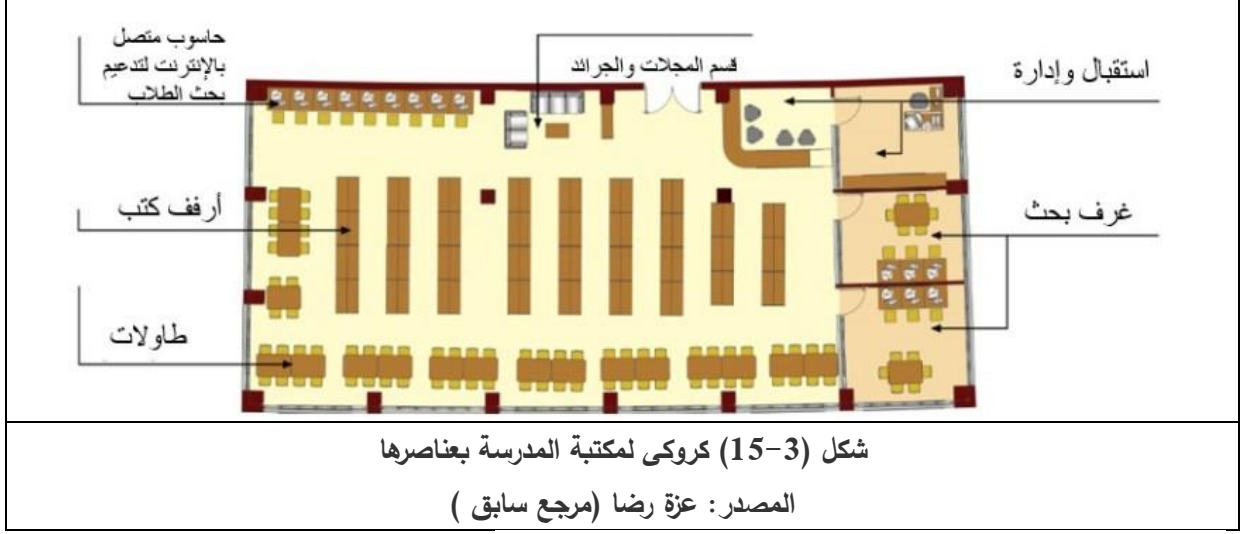 حاسوب متصل
بالإنترنت لتدعيم
بحث الطلاب
قسم المجلات والجرائد
استقبال وإدارة
أرفف كتب
غرف بحث
طاولات
شكل (3-15) كروكى لمكتبة المدرسة بعناصرها
المصدر: عزة رضا (مرجع سابق )